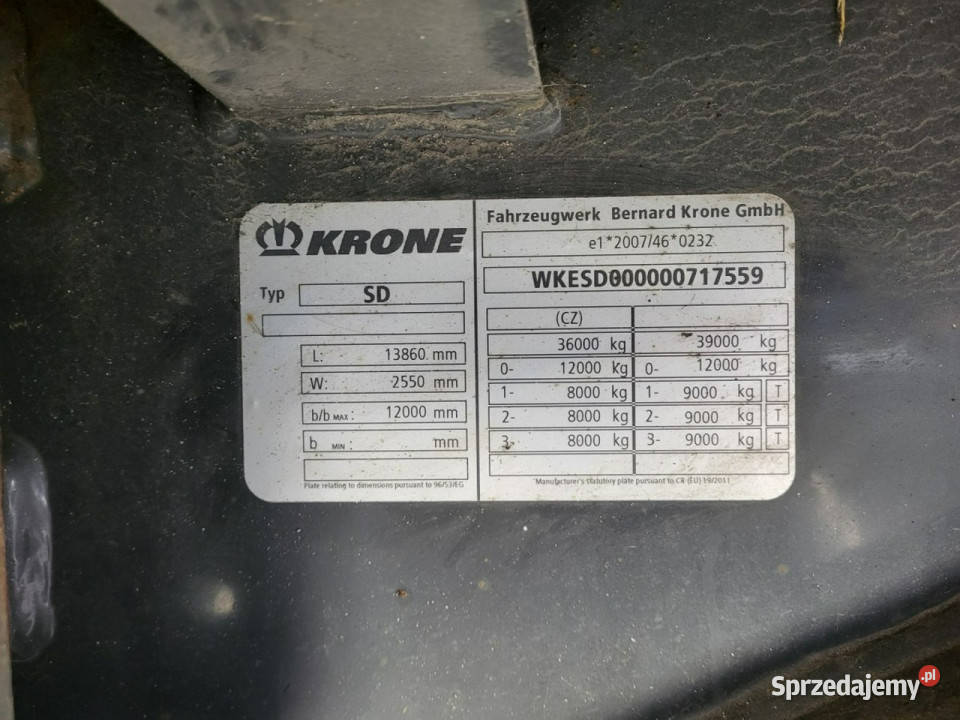 KRONE
Typ SD
L: 13860 mm
W: 2550 mm
b/b MAX : 12000 mm
b MIN : mm
Plate relating to dimensions pursuant to 96/53/EG
Fahrzeugwerk Bernard Krone GmbH
e1*2007/46*0232
WKESD000000717559
(CZ)
36000 kg 39000 kg
0- 12000 kg 0- 12000 kg
1- 8000 kg 1- 9000 kg T
2- 8000 kg 2- 9000 kg T
3- 8000 kg 3- 9000 kg T
Manufacturer's statutory plate pursuant to CR (EU) 19/2011
Sprzedajemy.pl